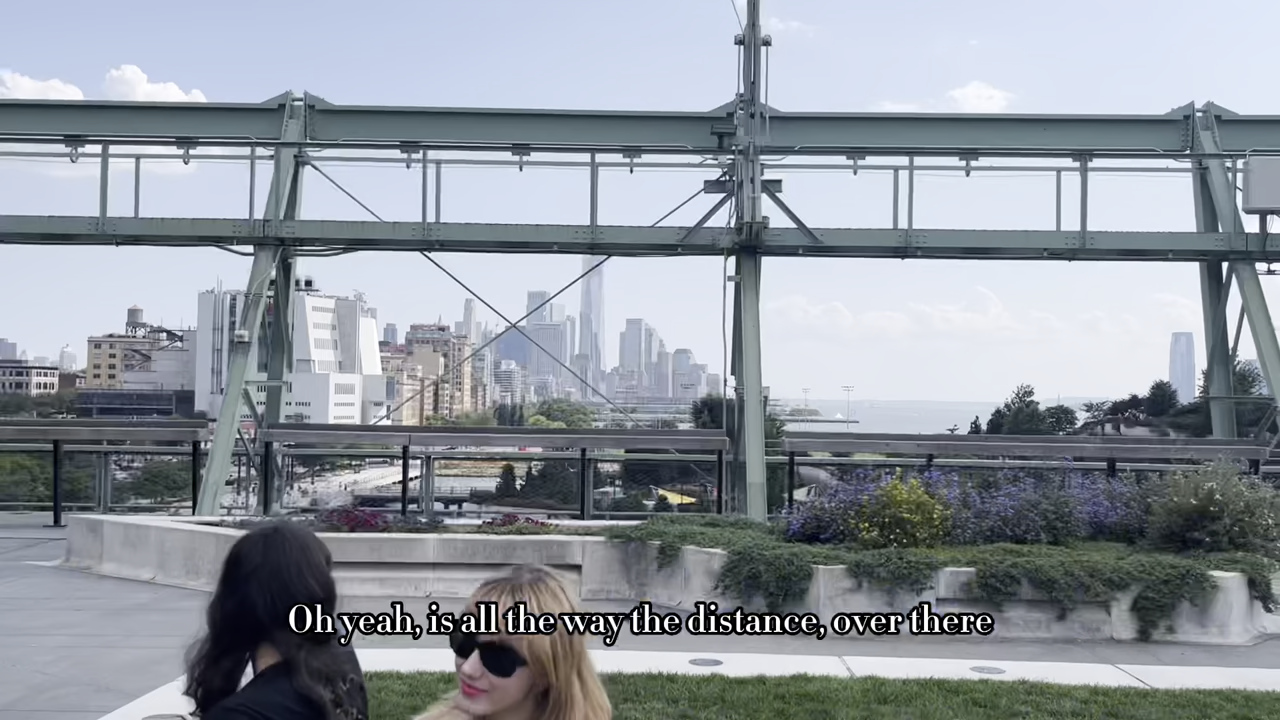 Oh yeah, is all the way the distance, over there